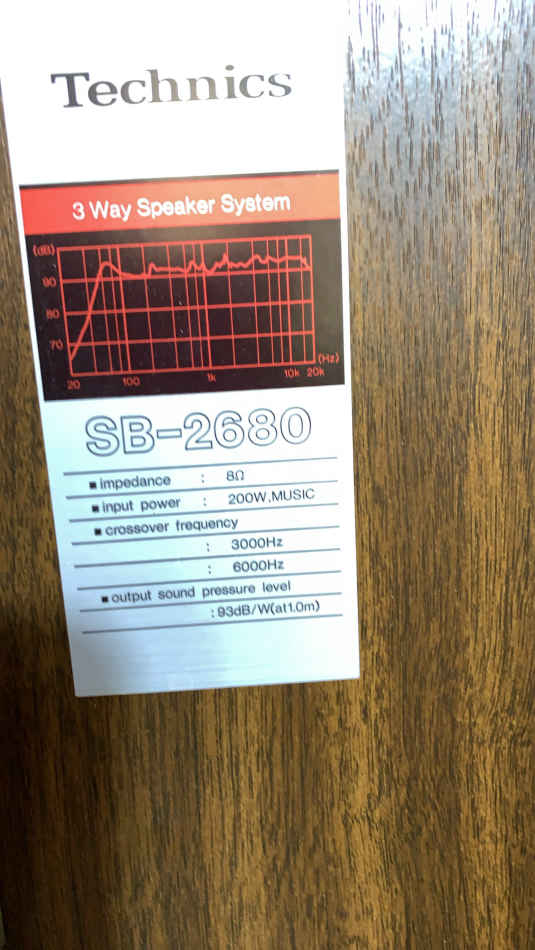 Technics
3 Way Speaker System
(dB)
90
80
70
(Hz)
20 100 1k 10k 20k
SB-2680
■ impedance : 8Ω
■ input power : 200W.MUSIC
■ crossover frequency
: 3000Hz
: 6000Hz
■ output sound pressure level
: 93dB/W(at1.0m)